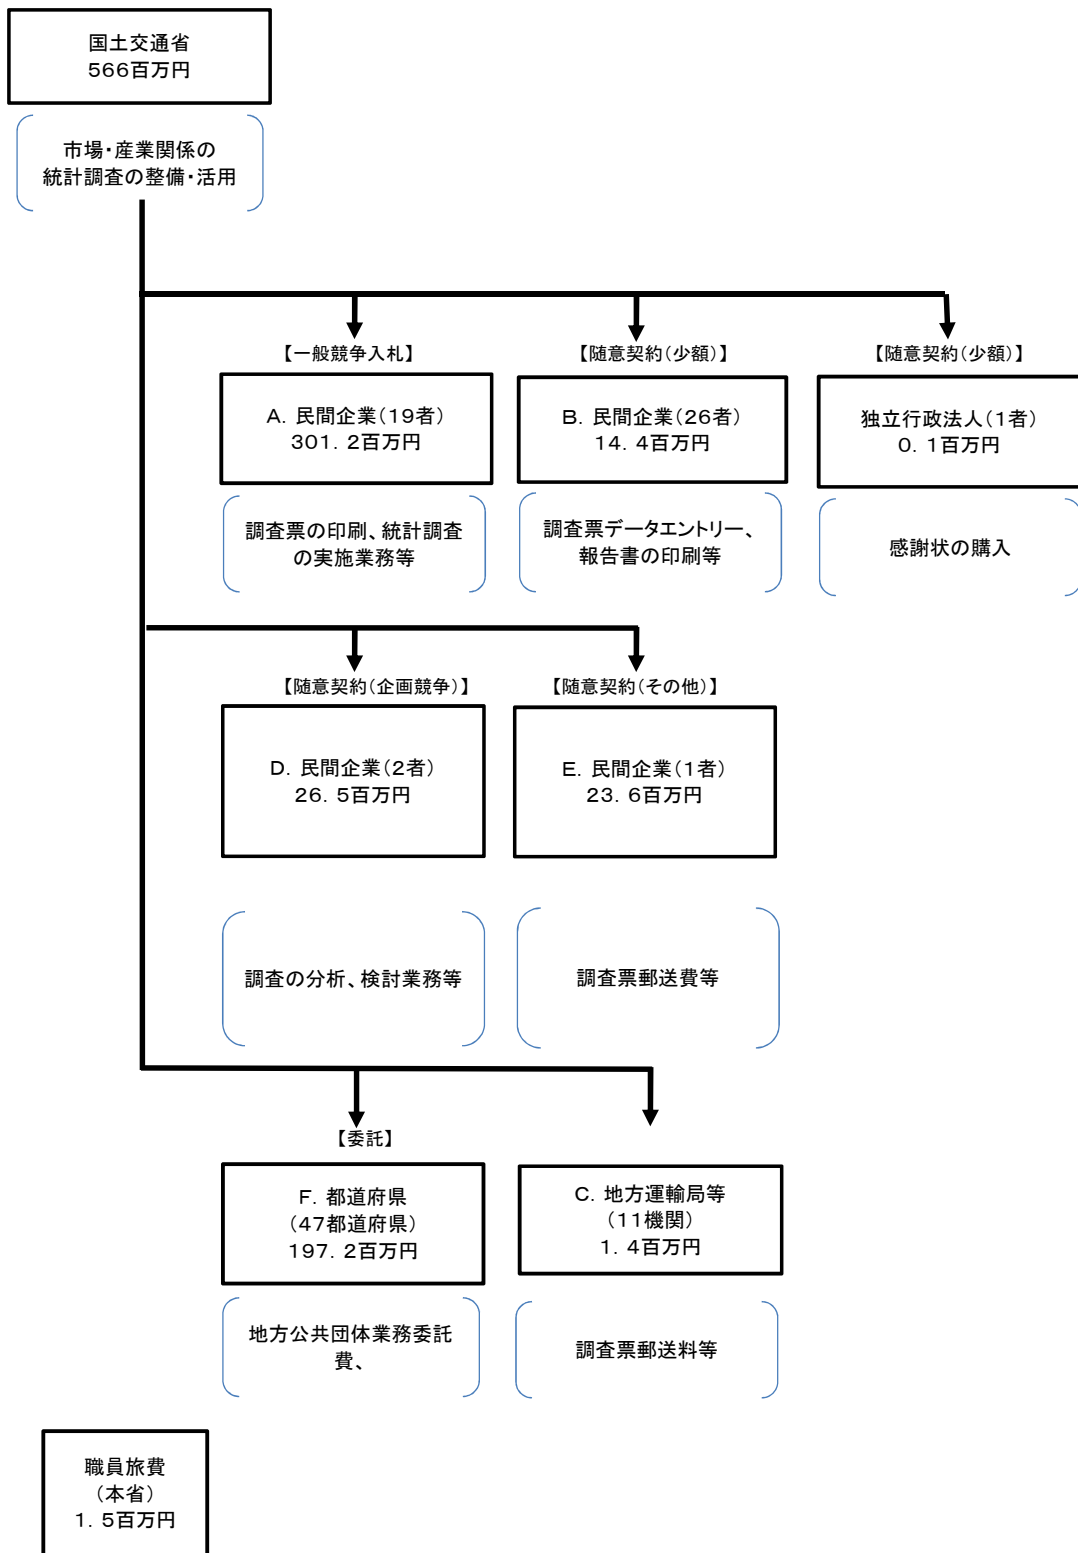 国土交通省
566百万円
市場・産業関係の
統計調査の整備・活用
【一般競争入札】
A. 民間企業(19者)
301. 2百万円
調査票の印刷、統計調査
の実施業務等
【随意契約(少額)】
B. 民間企業(26者)
14. 4百万円
調査票データエントリー、
報告書の印刷等
【随意契約(少額)】
独立行政法人(1者)
0. 1百万円
感謝状の購入
【随意契約(企画競争)】
D. 民間企業(2者)
26. 5百万円
調査の分析、検討業務等
【随意契約(その他)】
E. 民間企業(1者)
23. 6百万円
調査票郵送費等
【委託】
F. 都道府県
(47都道府県)
197. 2百万円
地方公共団体業務委託
費、
C. 地方運輸局等
(11機関)
1. 4百万円
調査票郵送料等
職員旅費
(本省)
1. 5百万円